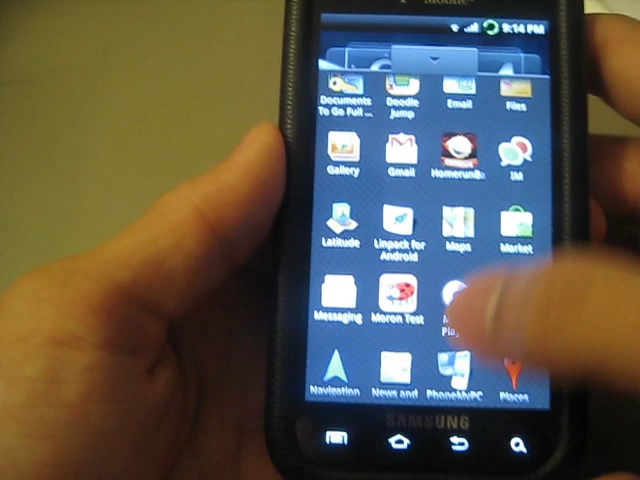 T-Mobile
9:14 PM
Documents Doodle Email Files
To Go Full ... Jump
Gallery Gmail HomerunB IM
Latitude Linpack for Maps Market
Android
Messaging Moron Test
Navigation News and PhoneMyPC Places
SAMSUNG